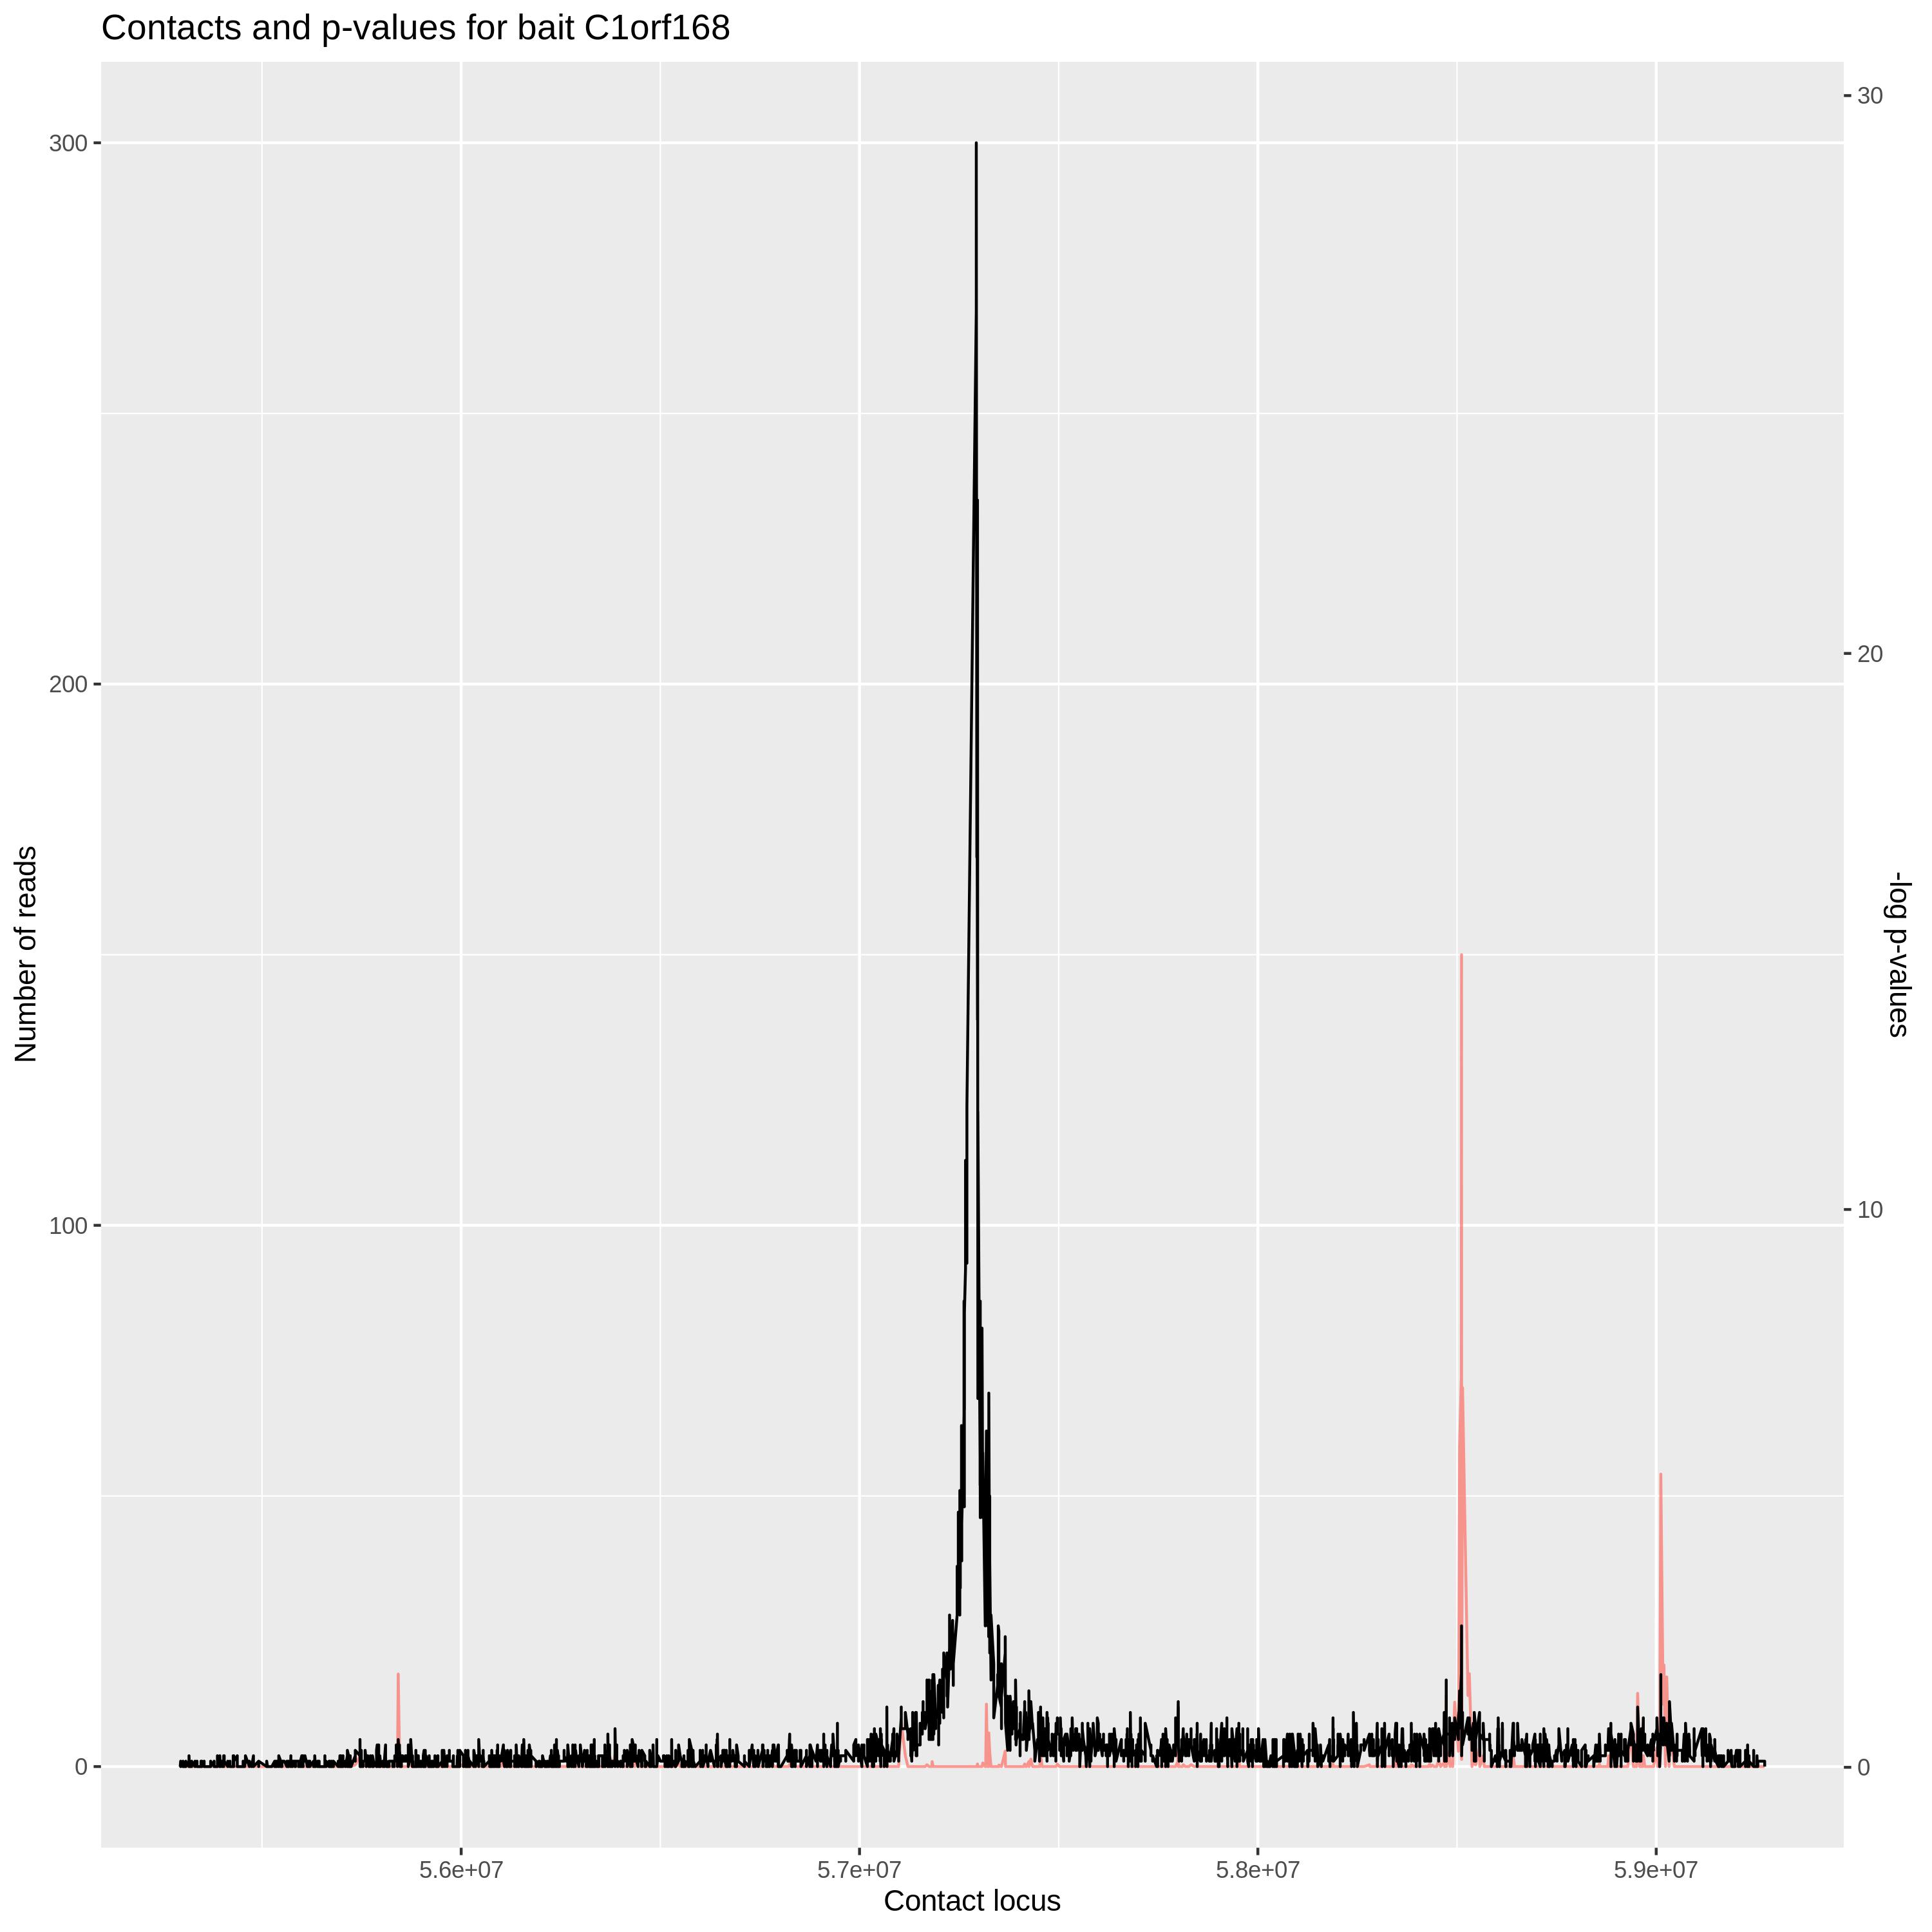 Contacts and p-values for bait C1orf168
300
200
100
0
Number of reads
30
20
10
0
-log p-values
5.6e+07
5.7e+07
5.8e+07
5.9e+07
Contact locus